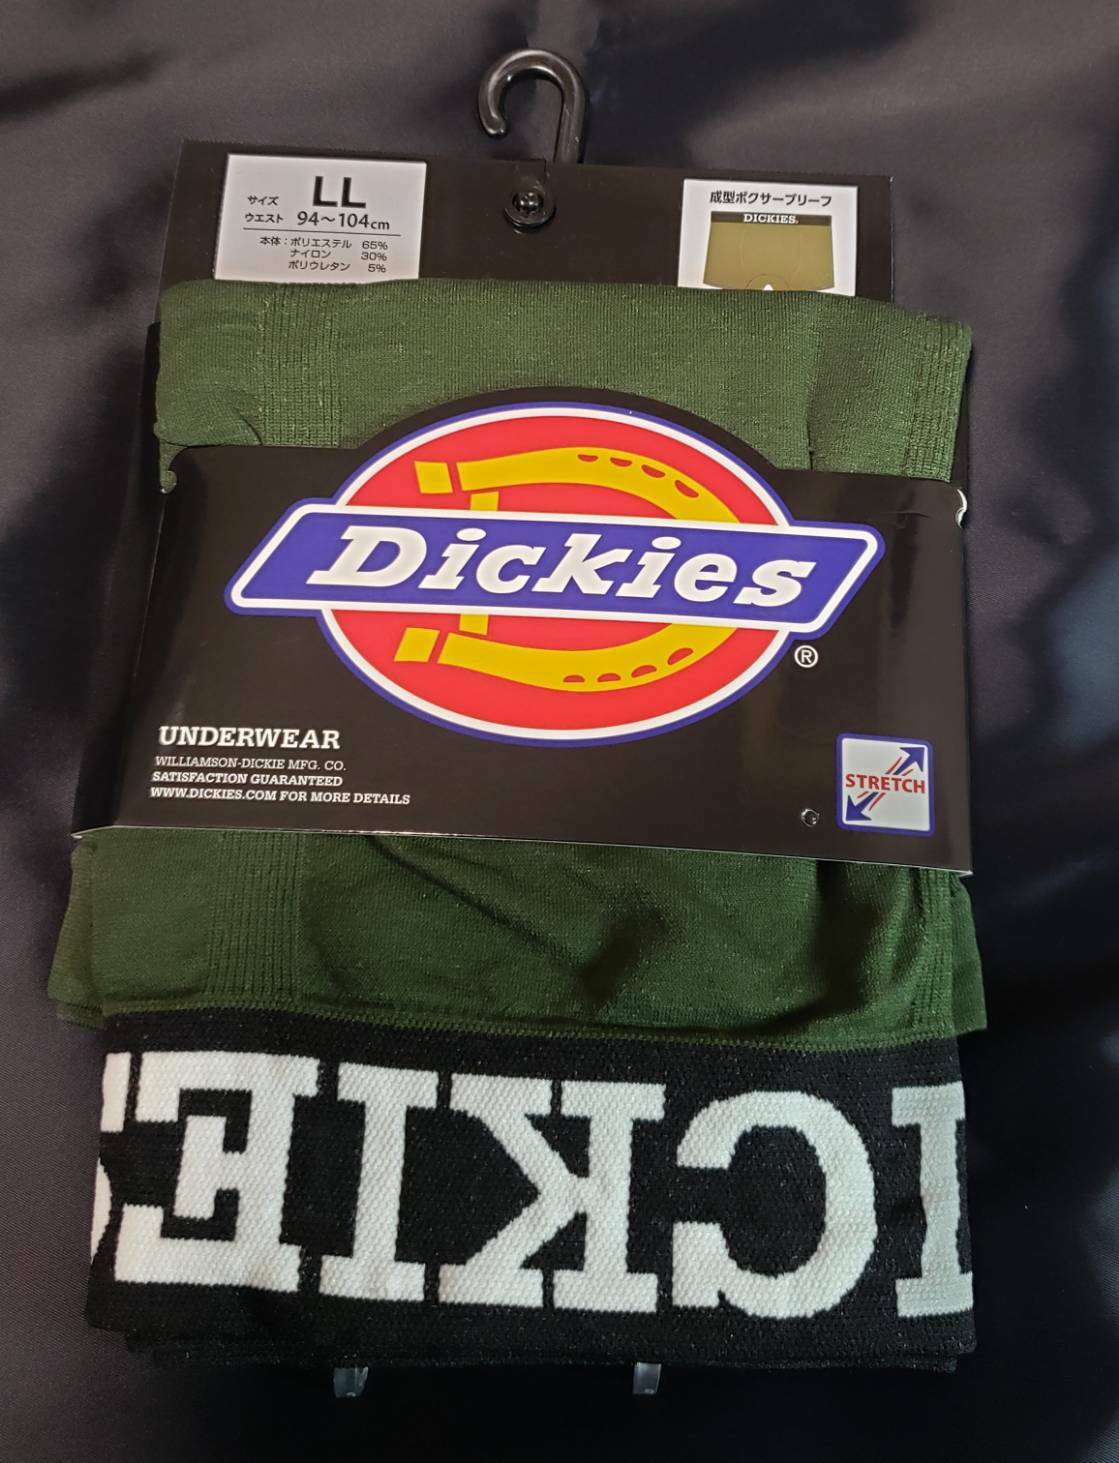 サイズ LL
ウエスト 94～104cm
本体：ポリエステル 65%
ナイロン 30%
ポリウレタン 5%
成型ボクサーブリーフ
DICKIES.
Dickies
®
UNDERWEAR
WILLIAMSON-DICKIE MFG. CO.
SATISFACTION GUARANTEED
WWW.DICKIES.COM FOR MORE DETAILS
STRETCH
ICKIES